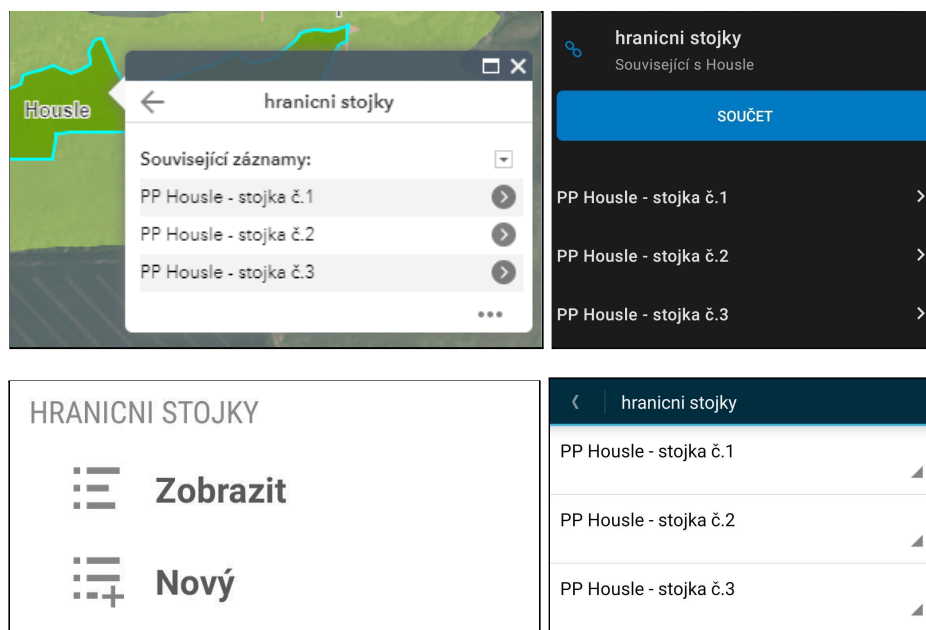 Housle
hranicni stojky
Související záznamy:
PP Housle - stojka č.1
PP Housle - stojka č.2
PP Housle - stojka č.3
hranicni stojky
Související s Housle
SOUČET
PP Housle - stojka č.1
PP Housle - stojka č.2
PP Housle - stojka č.3
HRANICNI STOJKY
Zobrazit
Nový
hranicni stojky
PP Housle - stojka č.1
PP Housle - stojka č.2
PP Housle - stojka č.3